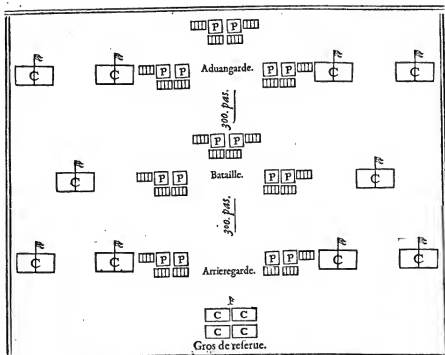 P P
C C P P Aduangarde. P P C C
300. pas.
P P
C P P Bataille. P P C
300. pas.
C C P P Arrieregarde. P P C C
C C
C C
Gros de reserue.